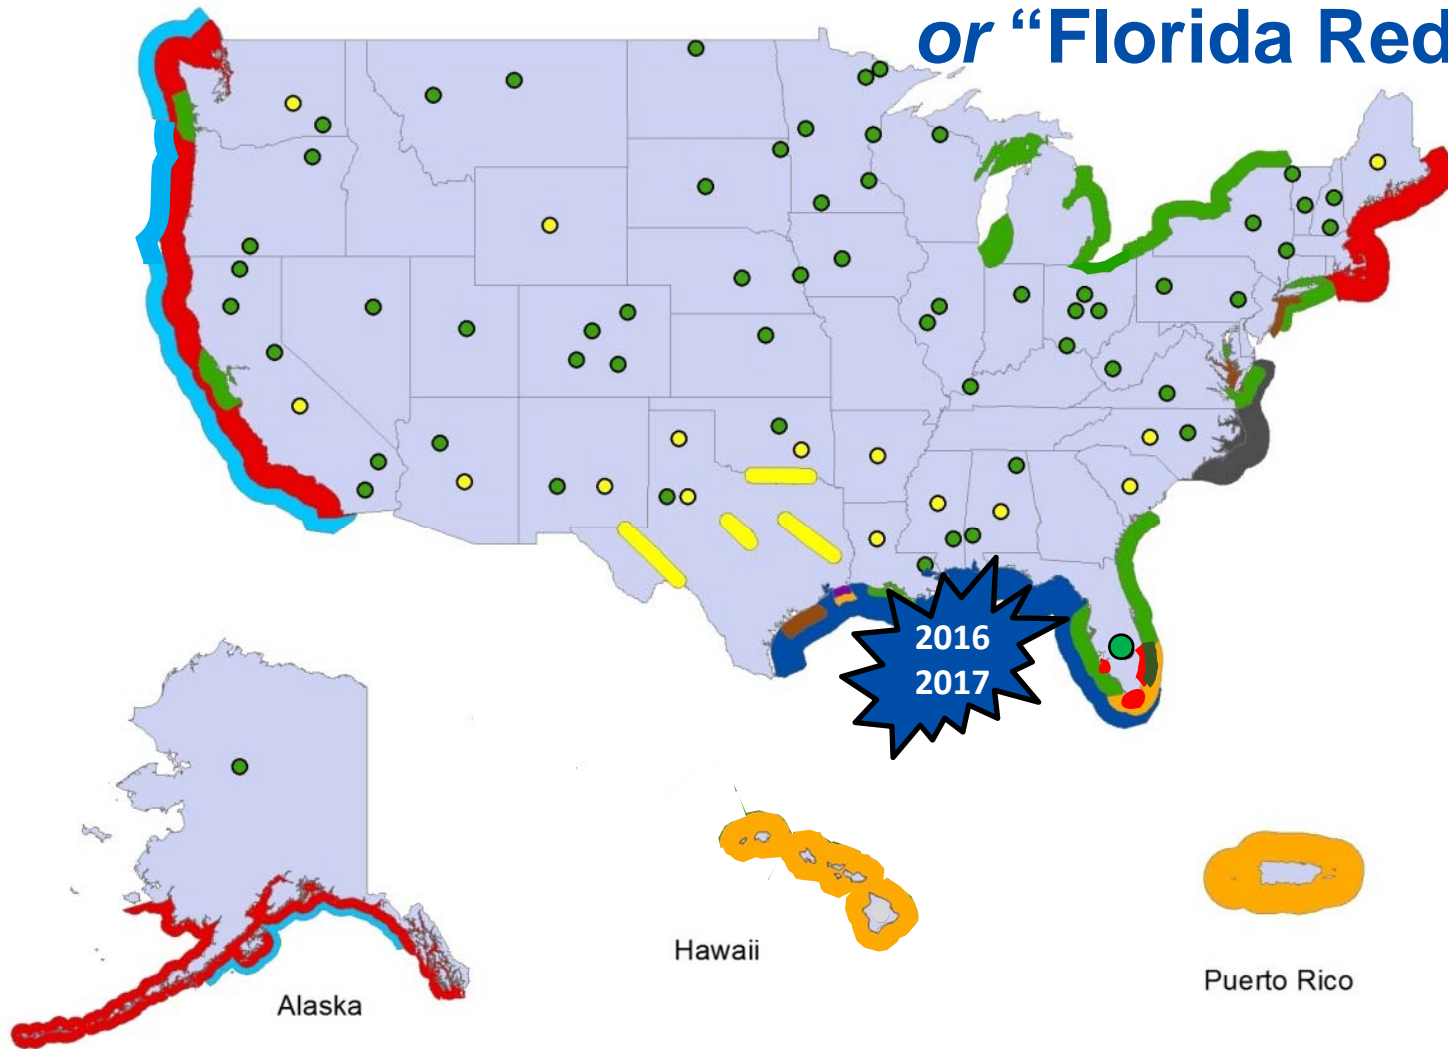 or “Florida Red
2016
2017
Hawaii
Puerto Rico
Alaska